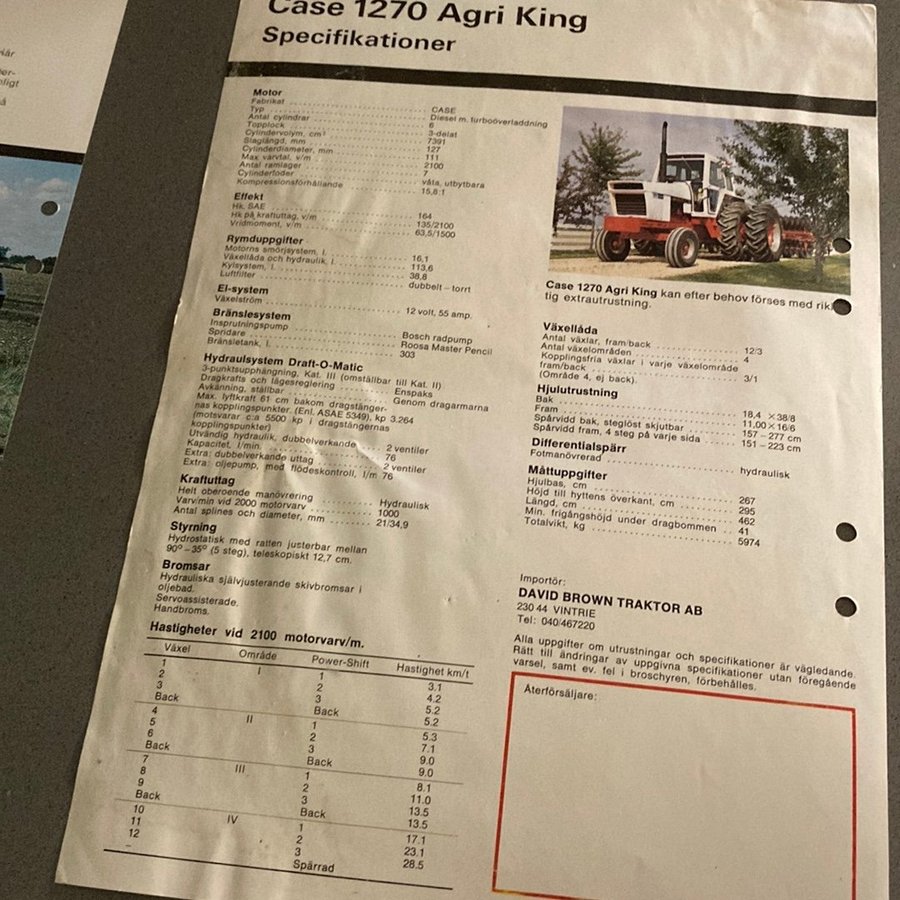 Case 1270 Agri King
Specifikationer
Motor
Fabrikat CASE
Typ Diesel m. turboöverladdning
Antal cylindrar 6
Topplock 3-delat
Cylindervolym, cm³ 7391
Slaglängd, mm 127
Cylinderdiameter, mm 111
Max varvtal, v/m 2100
Antal ramlager 7
Cylinderfoder våta, utbytbara
Kompressionsförhållande 15,8:1
Effekt
Hk, SAE 164
Hk på kraftuttag, v/m 135/2100
Vridmoment, v/m 63,5/1500
Rymduppgifter
Motorns smörjsystem, l. 16,1
Växellåda och hydraulik, l. 113,6
Kylsystem, l. 38,8
Luftfilter dubbelt-torrt
El-system
Växelström 12 volt, 55 amp.
Bränslesystem
Insprutningspump Bosch radpump
Spridare Roosa Master Pencil
Bränsletank, l. 303
Hydraulsystem Draft-O-Matic
3-punktsupphängning, Kat. III (omställbar till Kat. II)
Dragkrafts och lägesreglering Enspaks
Avkänning, ställbar Genom dragarmarna
Max. lyftkraft 61 cm bakom dragstänger-
nas kopplingspunkter. (Enl. ASAE 5349), kp 3.264
(motsvarar c:a 5500 kp i dragstängernas
kopplingspunkter)
Utvändig hydraulik, dubbelverkande 2 ventiler
Kapacitet, l/min. 76
Extra: dubbelverkande uttag 2 ventiler
Extra: oljepump, med flödeskontroll, l/m 76
Kraftuttag
Helt oberoende manövrering Hydraulisk
Varv/min vid 2000 motorvarv 1000
Antal splines och diameter, mm 21/34,9
Styrning
Hydrostatisk med ratten justerbar mellan
90°-35° (5 steg), teleskopiskt 12,7 cm.
Bromsar
Hydrauliska självjusterande skivbromsar i
oljebad.
Servoassisterade.
Handbroms.
Hastigheter vid 2100 motorvarv/m.
Växel Område Power-Shift Hastighet km/t
1 I 1 3.1
2 2 4.2
3 3 5.2
Back Back 5.2
4 II 1 5.3
5 2 7.1
6 3 9.0
Back Back 9.0
7 III 1 8.1
8 2 11.0
9 3 13.5
Back Back 13.5
10 IV 1 17.1
11 2 23.1
12 3 28.5
– Spärrad
Case 1270 Agri King kan efter behov förses med rik
tig extrautrustning.
Växellåda
Antal växlar, fram/back 12/3
Antal växelområden 4
Kopplingsfria växlar i varje växelområde
fram/back 3/1
(Område 4, ej back).
Hjulutrustning
Bak 18,4 ×38/8
Fram 11,00×16/6
Spårvidd bak, steglöst skjutbar 157-277 cm
Spårvidd fram, 4 steg på varje sida 151-223 cm
Differentialspärr
Fotmanövrerad hydraulisk
Måttuppgifter
Hjulbas, cm 267
Höjd till hyttens överkant, cm 295
Längd, cm 462
Min. frigångshöjd under dragbommen 41
Totalvikt, kg 5974
Importör:
DAVID BROWN TRAKTOR AB
230 44 VINTRIE
Tel: 040/467220
Alla uppgifter om utrustningar och specifikationer är vägledande.
Rätt till ändringar av uppgivna specifikationer utan föregående
varsel, samt ev. fel i broschyren, förbehålles.
Återförsäljare: